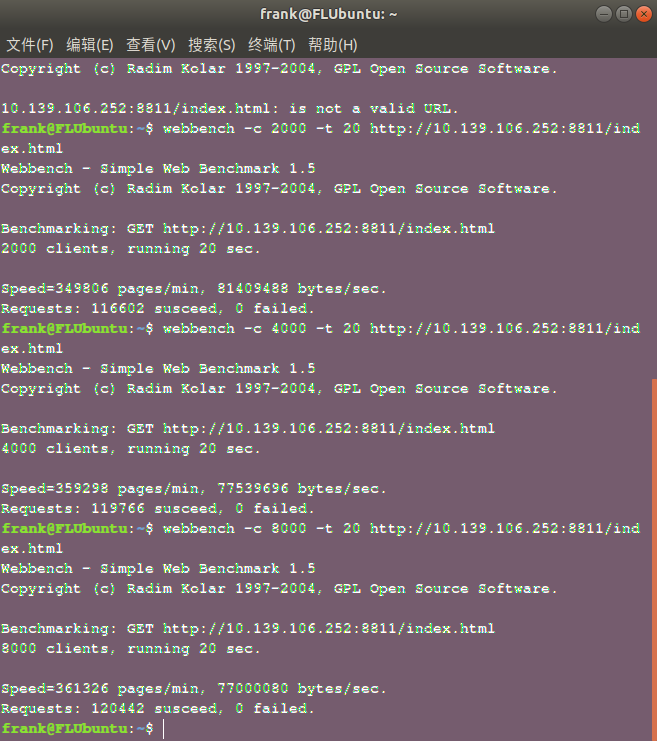 frank@FLUbuntu: ~
文件(F) 编辑(E) 查看(V) 搜索(S) 终端(T) 帮助(H)
Copyright (c) Radim Kolar 1997-2004, GPL Open Source Software.
10.139.106.252:8811/index.html: is not a valid URL.
frank@FLUbuntu:~$ webbench -c 2000 -t 20 http://10.139.106.252:8811/ind
ex.html
Webbench - Simple Web Benchmark 1.5
Copyright (c) Radim Kolar 1997-2004, GPL Open Source Software.
Benchmarking: GET http://10.139.106.252:8811/index.html
2000 clients, running 20 sec.
Speed=349806 pages/min, 81409488 bytes/sec.
Requests: 116602 susceed, 0 failed.
frank@FLUbuntu:~$ webbench -c 4000 -t 20 http://10.139.106.252:8811/ind
ex.html
Webbench - Simple Web Benchmark 1.5
Copyright (c) Radim Kolar 1997-2004, GPL Open Source Software.
Benchmarking: GET http://10.139.106.252:8811/index.html
4000 clients, running 20 sec.
Speed=359298 pages/min, 77539696 bytes/sec.
Requests: 119766 susceed, 0 failed.
frank@FLUbuntu:~$ webbench -c 8000 -t 20 http://10.139.106.252:8811/ind
ex.html
Webbench - Simple Web Benchmark 1.5
Copyright (c) Radim Kolar 1997-2004, GPL Open Source Software.
Benchmarking: GET http://10.139.106.252:8811/index.html
8000 clients, running 20 sec.
Speed=361326 pages/min, 77000080 bytes/sec.
Requests: 120442 susceed, 0 failed.
frank@FLUbuntu:~$